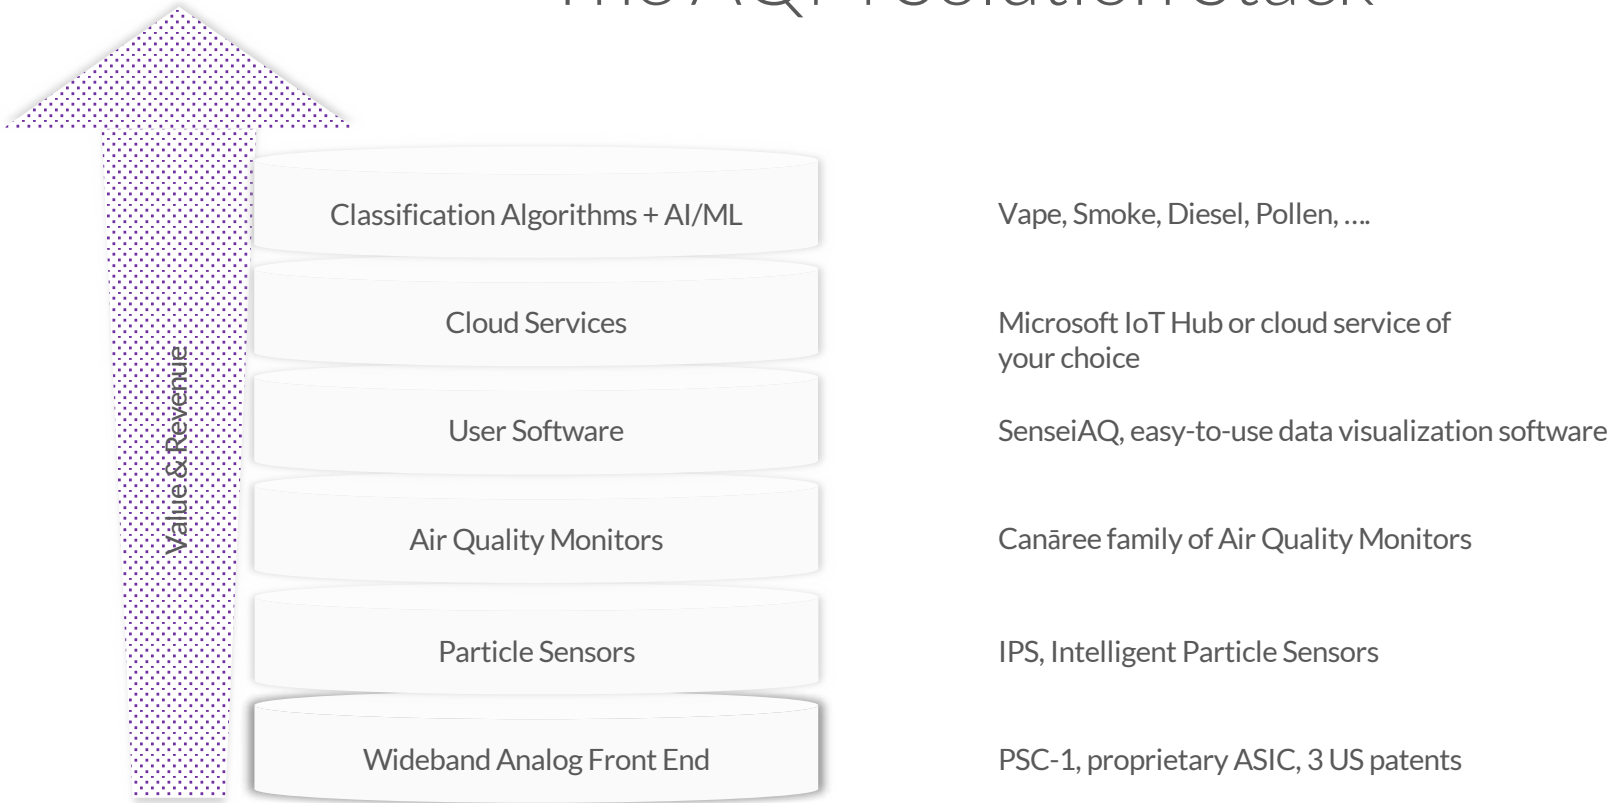 Classification Algorithms + AI/ML
Vape, Smoke, Diesel, Pollen, ....
Cloud Services
Microsoft IoT Hub or cloud service of
your choice
User Software
SenseiAQ, easy-to-use data visualization software
Air Quality Monitors
Canāree family of Air Quality Monitors
Particle Sensors
IPS, Intelligent Particle Sensors
Wideband Analog Front End
PSC-1, proprietary ASIC, 3 US patents
Value & Revenue